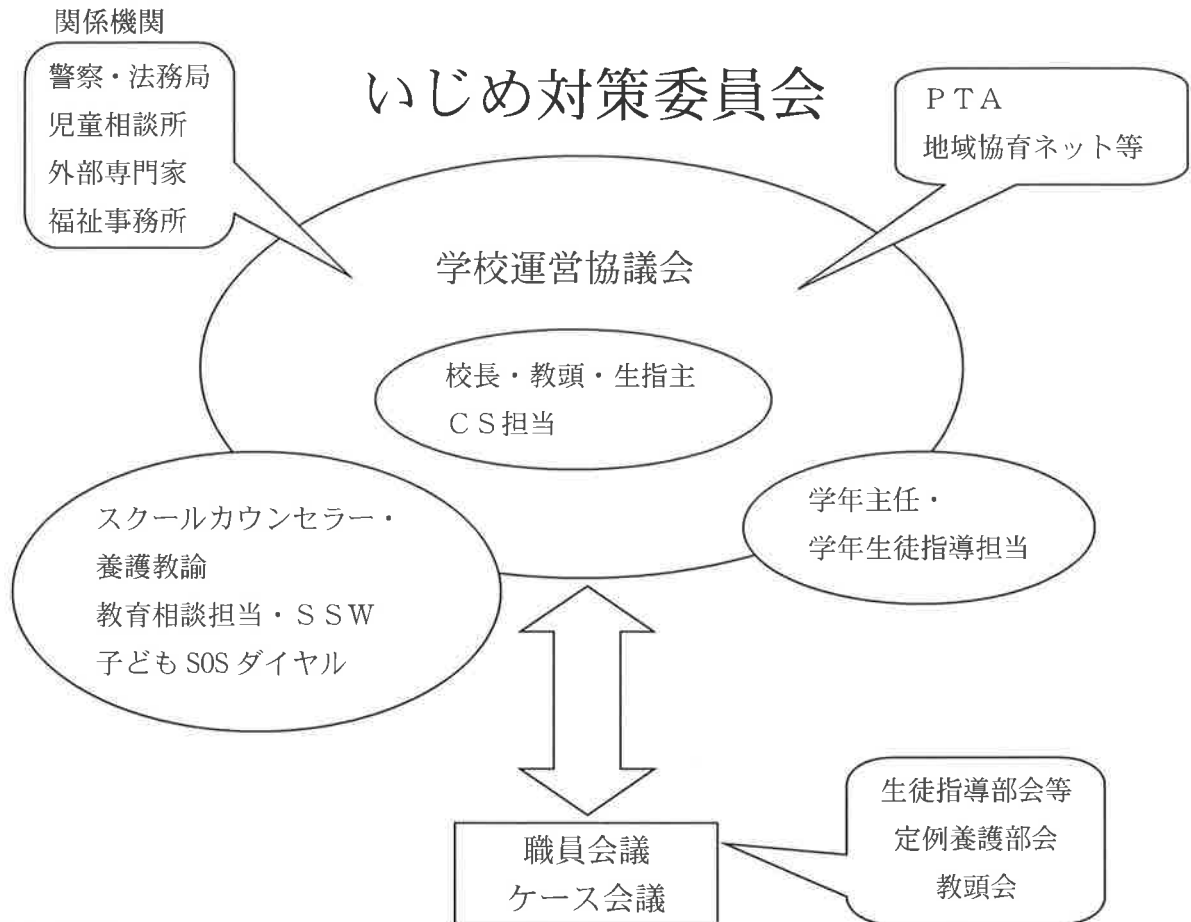 関係機関
警察・法務局
児童相談所
外部専門家
福祉事務所
いじめ対策委員会
ＰＴＡ
地域協育ネット等
学校運営協議会
校長・教頭・生指主
ＣＳ担当
スクールカウンセラー・
養護教諭
教育相談担当・ＳＳＷ
子どもSOSダイヤル
学年主任・
学年生徒指導担当
職員会議
ケース会議
生徒指導部会等
定例養護部会
教頭会